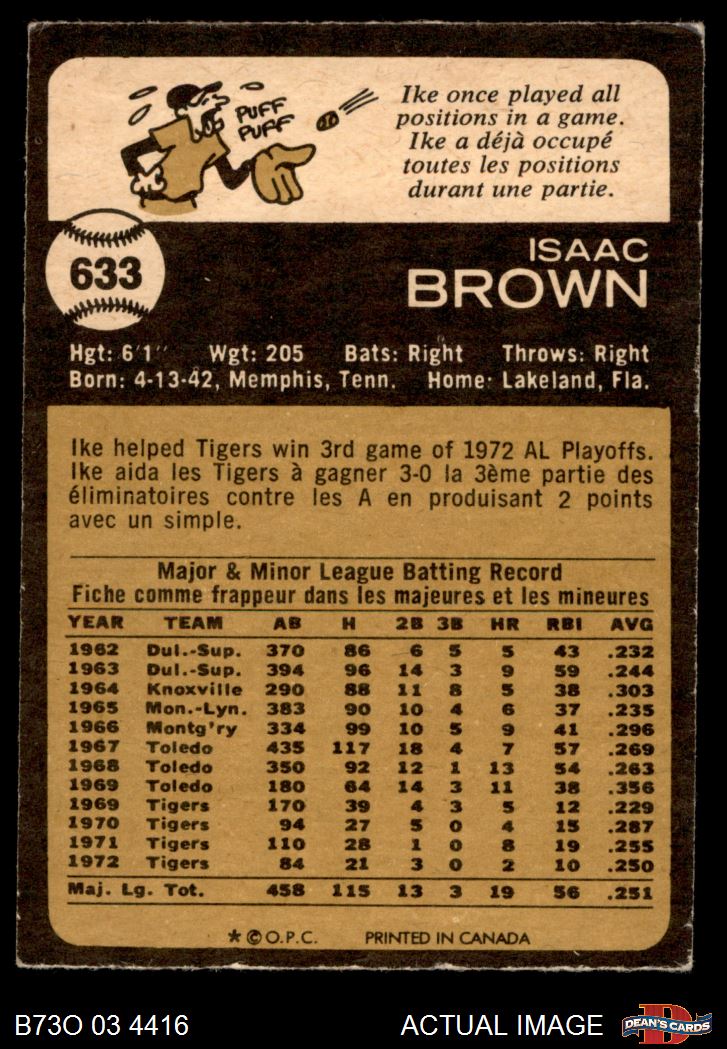 PUFF
PUFF
Ike once played all
positions in a game.
Ike a déjà occupé
toutes les positions
durant une partie.
633
ISAAC
BROWN
Hgt: 6'1" Wgt: 205 Bats: Right Throws: Right
Born: 4-13-42, Memphis, Tenn. Home: Lakeland, Fla.
Ike helped Tigers win 3rd game of 1972 AL Playoffs.
Ike aida les Tigers à gagner 3-0 la 3ème partie des
éliminatoires contre les A en produisant 2 points
avec un simple.
Major & Minor League Batting Record
Fiche comme frappeur dans les majeures et les mineures
YEAR TEAM AB H 2B 3B HR RBI AVG
1962 Dul.-Sup. 370 86 6 5 5 43 .232
1963 Dul.-Sup. 394 96 14 3 9 59 .244
1964 Knoxville 290 88 11 8 5 38 .303
1965 Mon.-Lyn. 383 90 10 4 6 37 .235
1966 Montg'ry 334 99 10 5 9 41 .296
1967 Toledo 435 117 18 4 7 57 .269
1968 Toledo 350 92 12 1 13 54 .263
1969 Toledo 180 64 14 3 11 38 .356
1969 Tigers 170 39 4 3 5 12 .229
1970 Tigers 94 27 5 0 4 15 .287
1971 Tigers 110 28 1 0 8 19 .255
1972 Tigers 84 21 3 0 2 10 .250
Maj. Lg. Tot. 458 115 13 3 19 56 .251
* © O.P.C. PRINTED IN CANADA
B73O 03 4416 ACTUAL IMAGE D DEAN'S CARDS